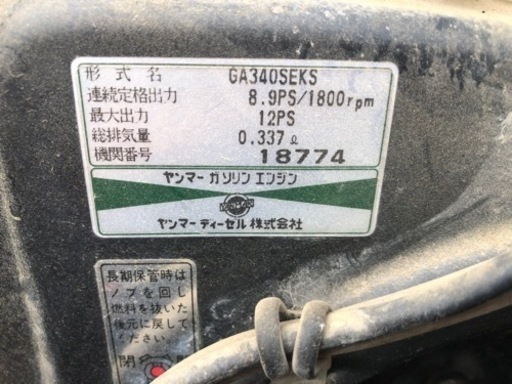 形式名 GA340SEKS
連続定格出力 8.9PS/1800rpm
最大出力 12PS
総排気量 0.337ℓ
機関番号 18774
ヤンマー ガソリン エンジン
YANMAR
ヤンマー ディーゼル 株式会社
長期保管時は
ノブを回し
燃料を抜いた
後元に戻して
ください。
閉